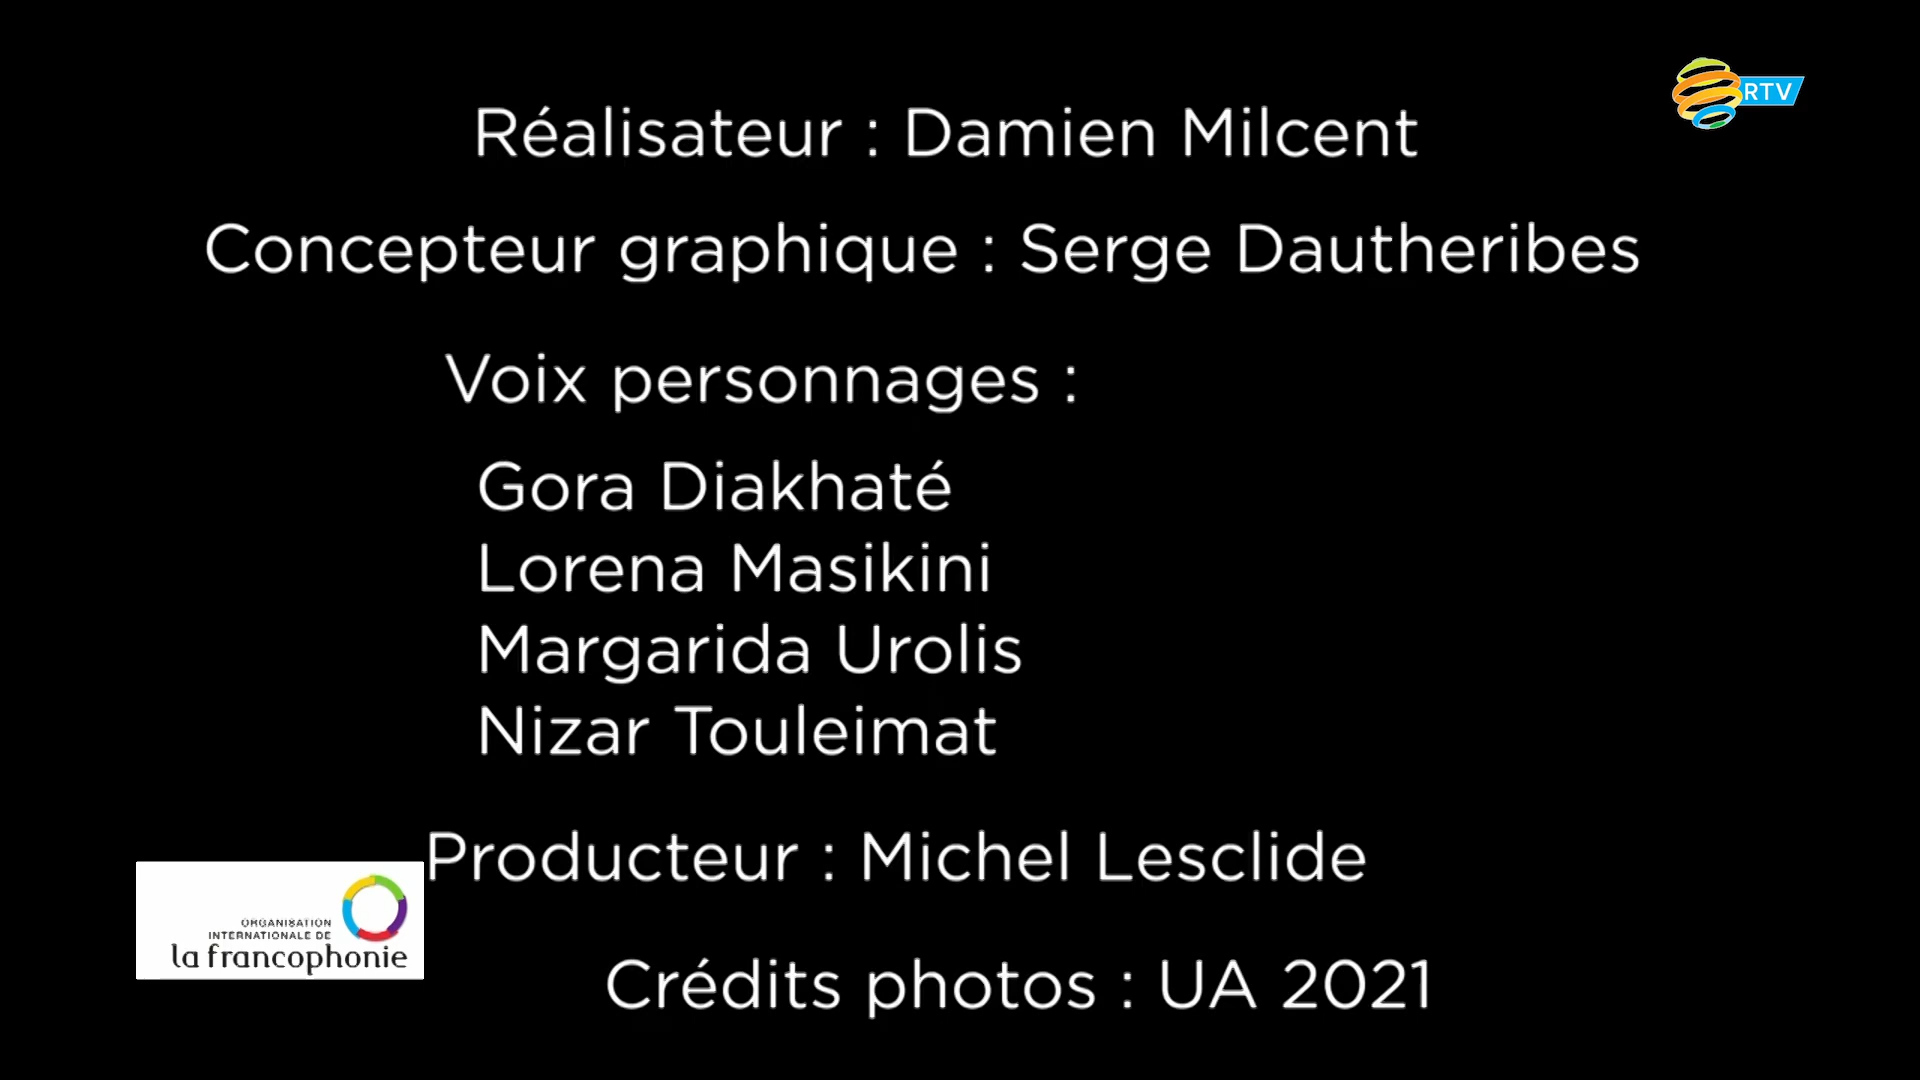 RTV
Réalisateur : Damien Milcent
Concepteur graphique : Serge Dautheribes
Voix personnages :
Gora Diakhaté
Lorena Masikini
Margarida Urolis
Nizar Touleimat
Producteur : Michel Lesclide
ORGANISATION
INTERNATIONALE DE
la francophonie
Crédits photos : UA 2021